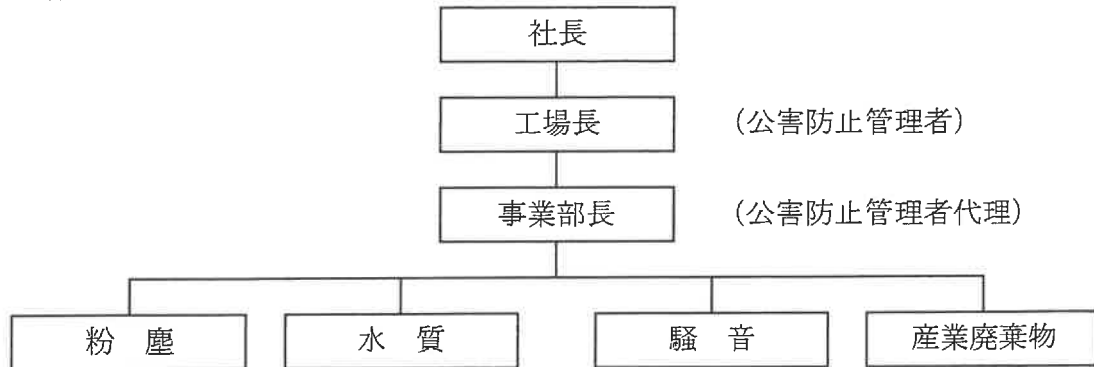 社長
工場長 (公害防止管理者)
事業部長 (公害防止管理者代理)
粉 塵 水 質 騒 音 産業廃棄物